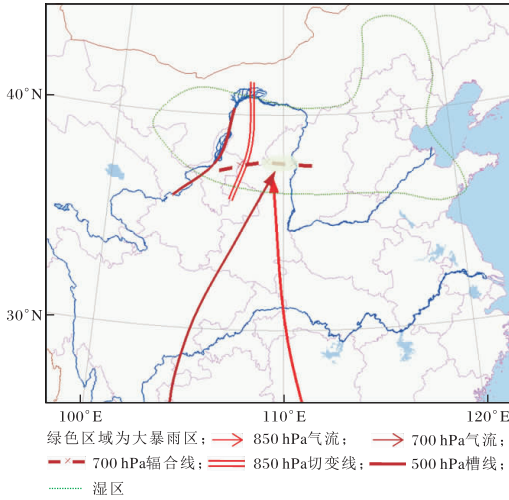 40°N
30°N
100°E 110°E 120°E
绿色区域为大暴雨区; 850 hPa气流; 700 hPa气流;
700 hPa辐合线; 850 hPa切变线; 500 hPa槽线;
湿区